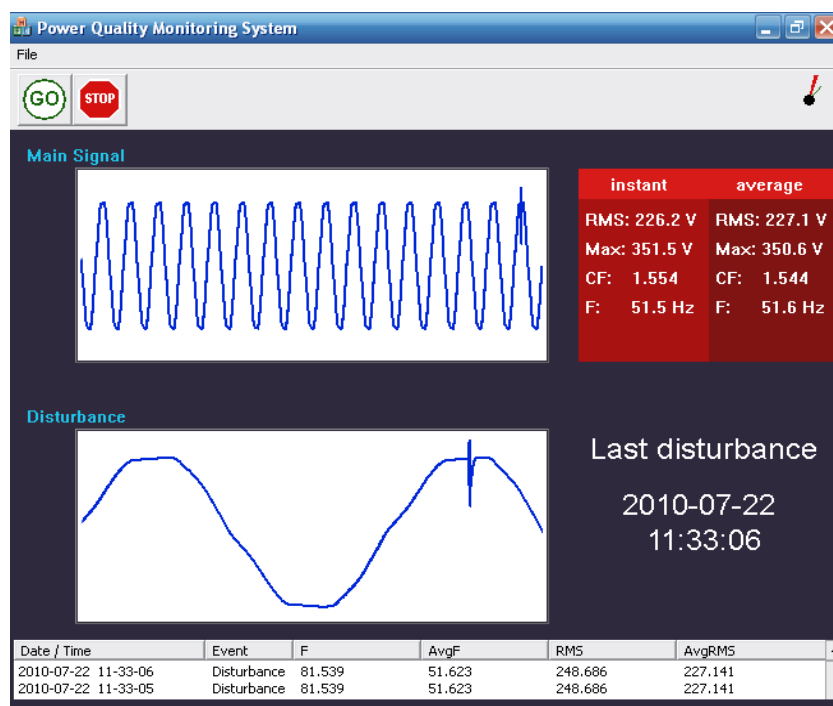 Power Quality Monitoring System
File
GO STOP
Main Signal
instant average
RMS: 226.2 V RMS: 227.1 V
Max: 351.5 V Max: 350.6 V
CF: 1.554 CF: 1.544
F: 51.5 Hz F: 51.6 Hz
Disturbance
Last disturbance
2010-07-22
11:33:06
Date / Time Event F AvgF RMS AvgRMS
2010-07-22 11-33-06 Disturbance 81.539 51.623 248.686 227.141
2010-07-22 11-33-05 Disturbance 81.539 51.623 248.686 227.141